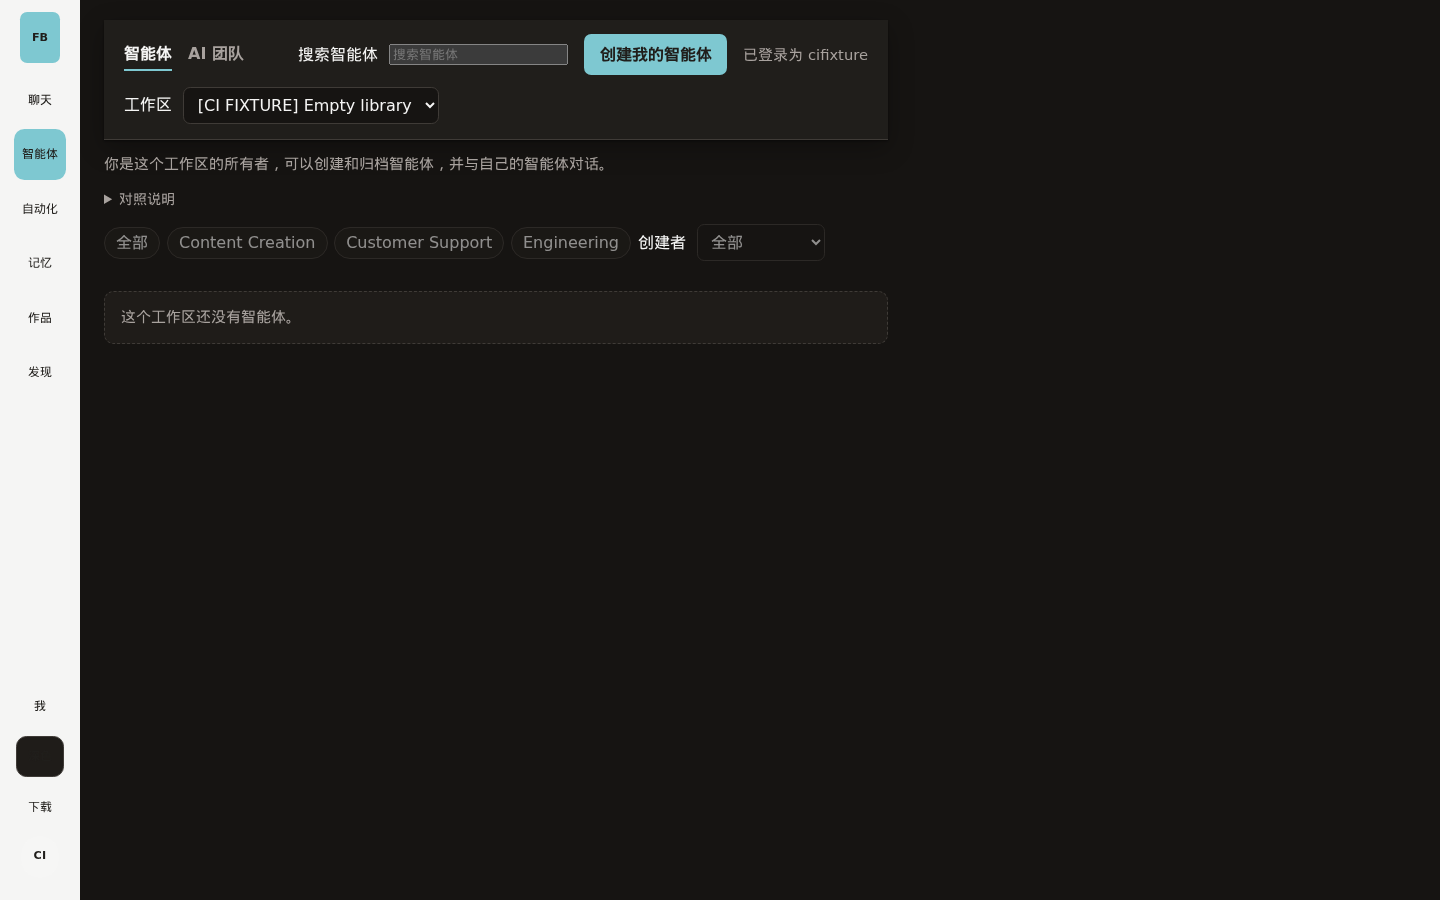 FB
聊天
智能体
自动化
记忆
作品
发现
我
下载
CI
智能体 AI 团队 搜索智能体 搜索智能体 创建我的智能体 已登录为 cifixture
工作区 [CI FIXTURE] Empty library
你是这个工作区的所有者，可以创建和归档智能体，并与自己的智能体对话。
▶ 对照说明
全部 Content Creation Customer Support Engineering 创建者 全部
这个工作区还没有智能体。